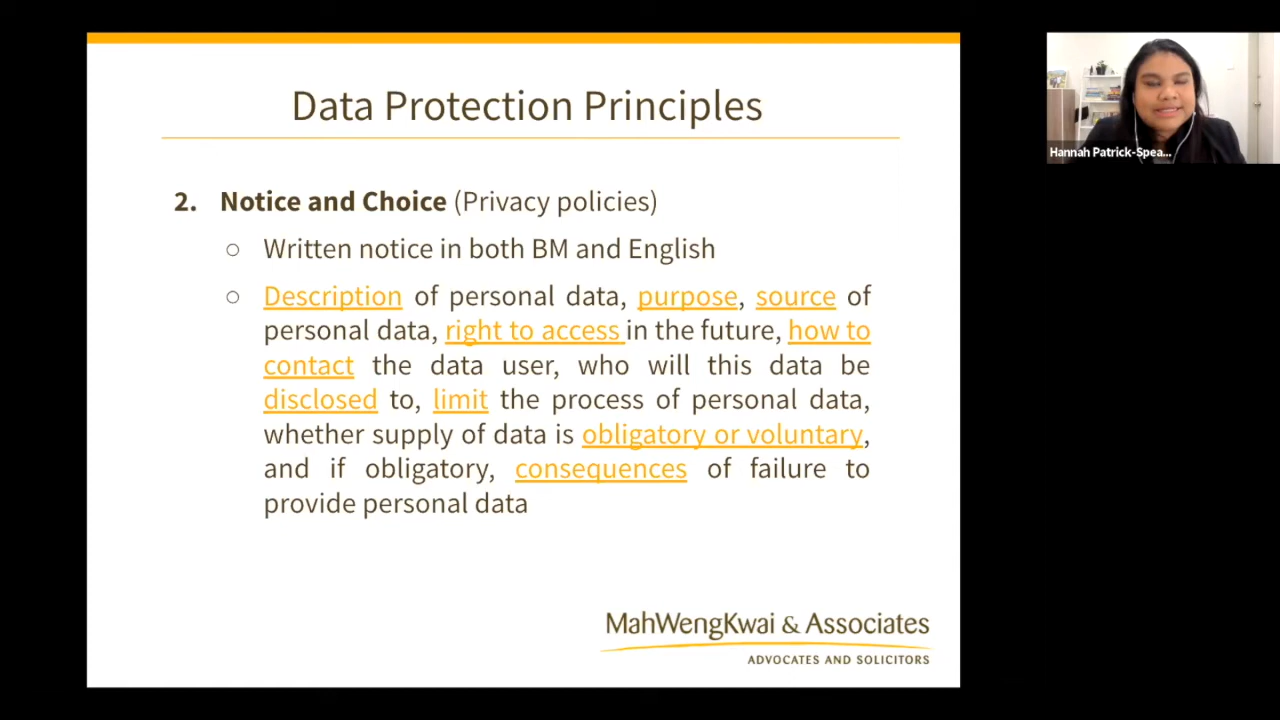 Data Protection Principles
2. Notice and Choice (Privacy policies)
○ Written notice in both BM and English
○ Description of personal data, purpose, source of
personal data, right to access in the future, how to
contact the data user, who will this data be
disclosed to, limit the process of personal data,
whether supply of data is obligatory or voluntary,
and if obligatory, consequences of failure to
provide personal data
MahWengKwai & Associates
ADVOCATES AND SOLICITORS
Hannah Patrick-Spea...